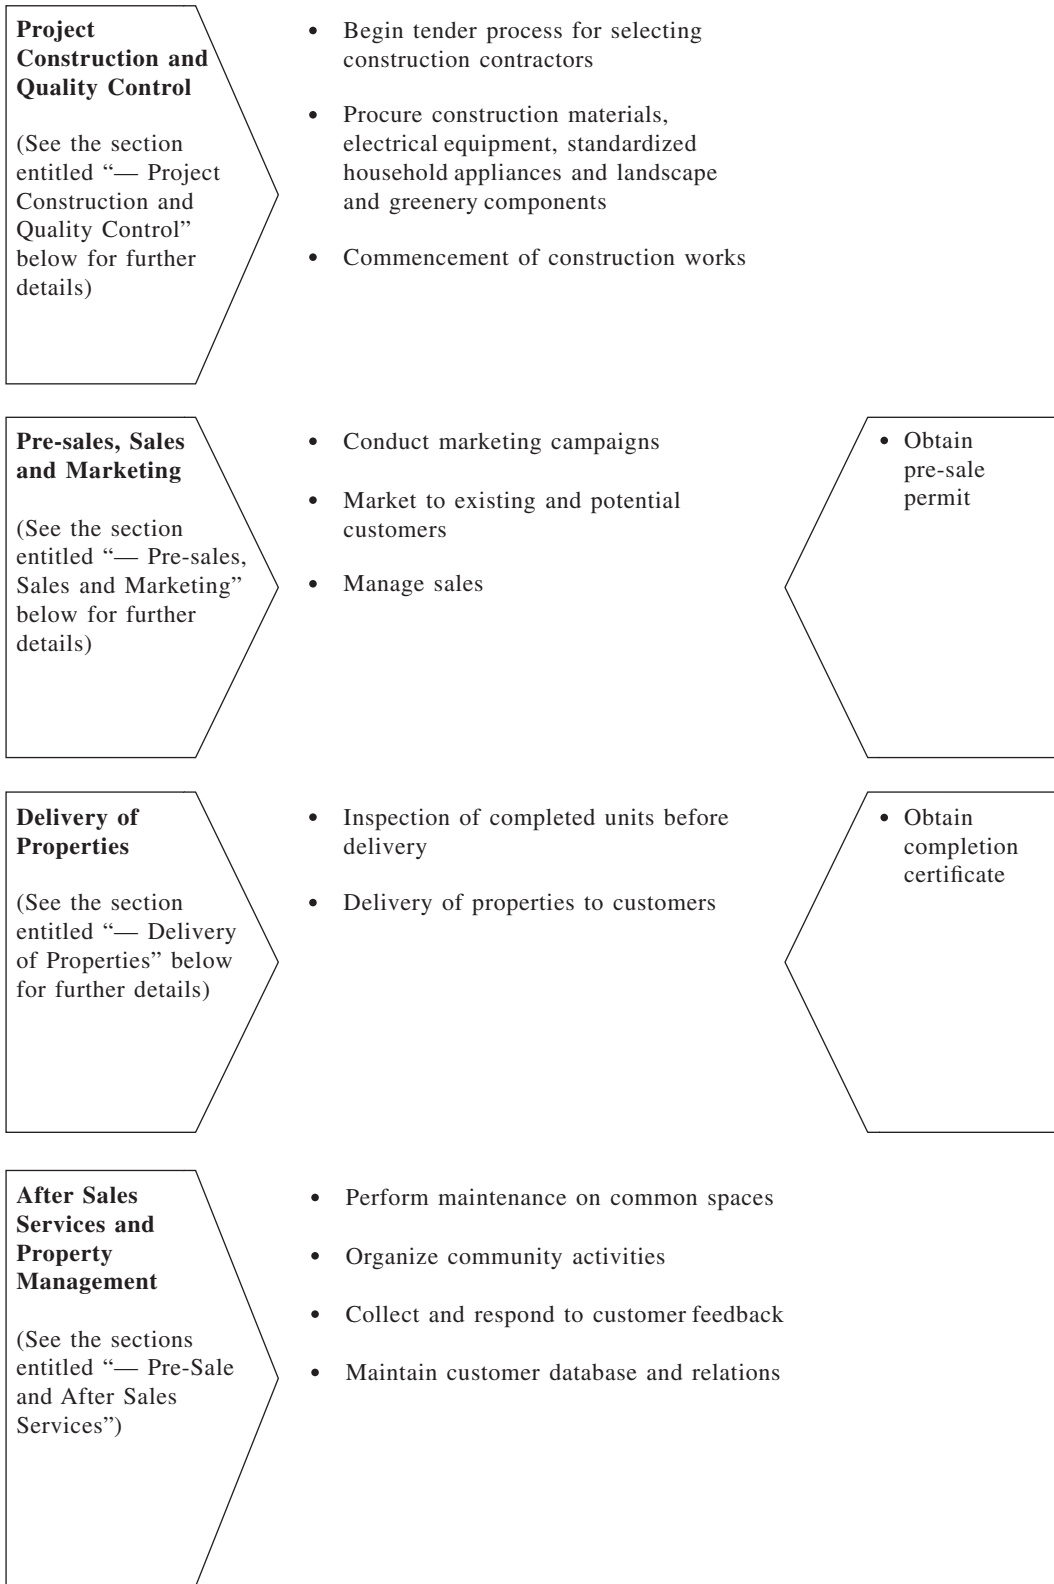 Project
Construction and
Quality Control
(See the section
entitled “— Project
Construction and
Quality Control”
below for further
details)
• Begin tender process for selecting
construction contractors
• Procure construction materials,
electrical equipment, standardized
household appliances and landscape
and greenery components
• Commencement of construction works
Pre-sales, Sales
and Marketing
(See the section
entitled “— Pre-sales,
Sales and Marketing”
below for further
details)
• Conduct marketing campaigns
• Market to existing and potential
customers
• Manage sales
• Obtain
pre-sale
permit
Delivery of
Properties
(See the section
entitled “— Delivery
of Properties” below
for further details)
• Inspection of completed units before
delivery
• Delivery of properties to customers
• Obtain
completion
certificate
After Sales
Services and
Property
Management
(See the sections
entitled “— Pre-Sale
and After Sales
Services”)
• Perform maintenance on common spaces
• Organize community activities
• Collect and respond to customer feedback
• Maintain customer database and relations